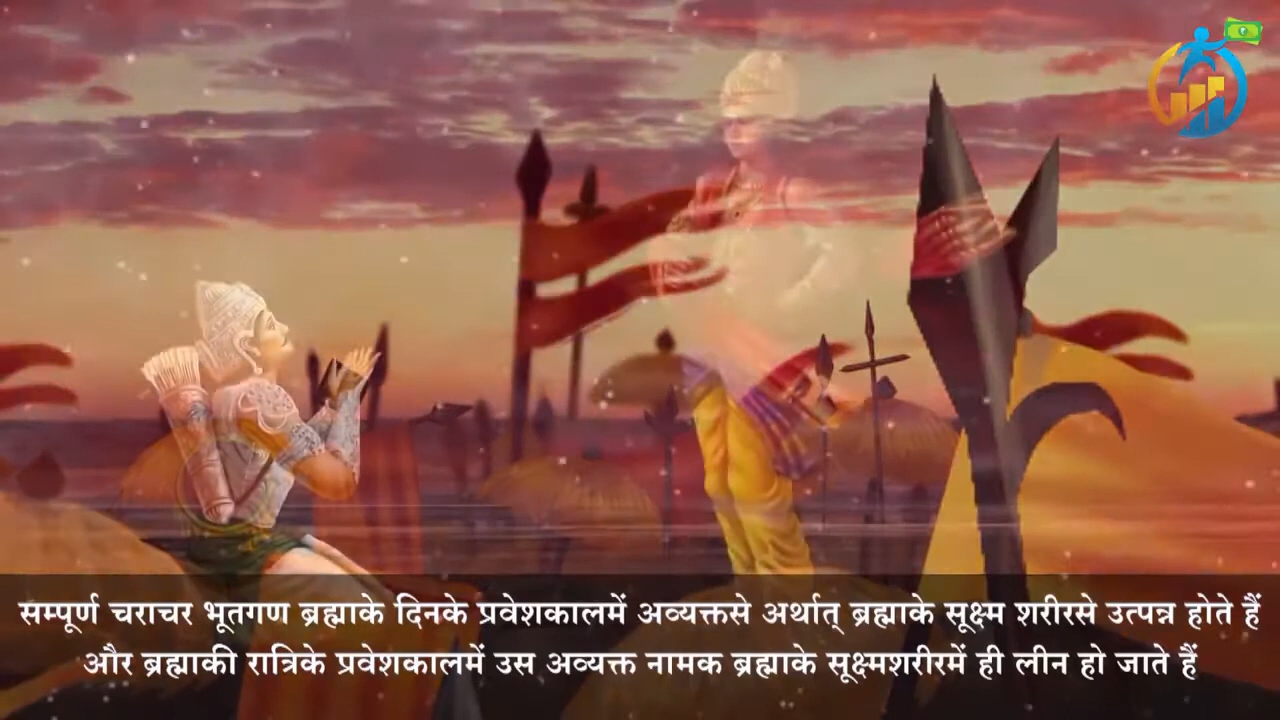 सम्पूर्ण चराचर भूतगण ब्रह्माके दिनके प्रवेशकालमें अव्यक्तसे अर्थात् ब्रह्माके सूक्ष्म शरीरसे उत्पन्न होते हैं
और ब्रह्माकी रात्रिके प्रवेशकालमें उस अव्यक्त नामक ब्रह्माके सूक्ष्मशरीरमें ही लीन हो जाते हैं